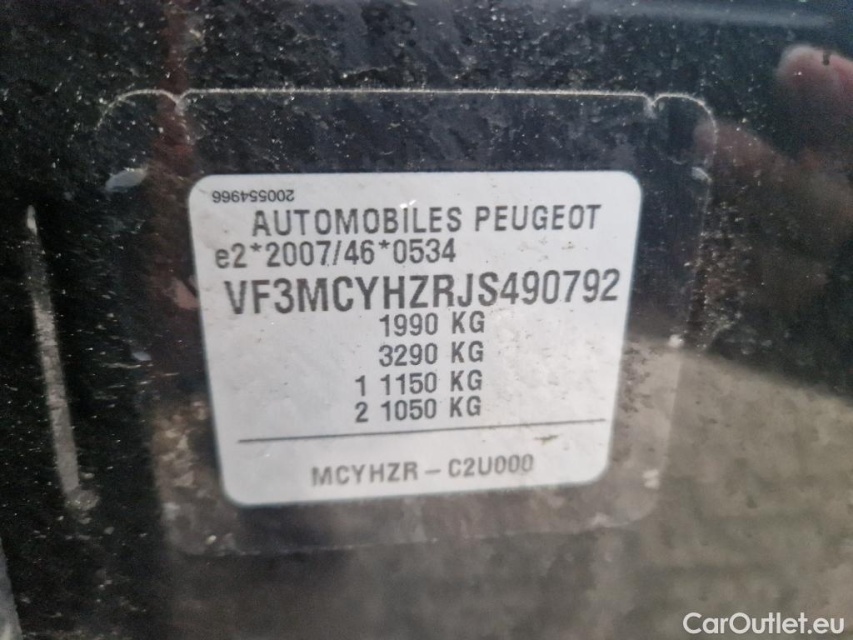 200554966
AUTOMOBILES PEUGEOT
e2*2007/46*0534
VF3MCYHZRJS490792
1990 KG
3290 KG
1 1150 KG
2 1050 KG
MCYHZR – C2U000
CarOutlet.eu